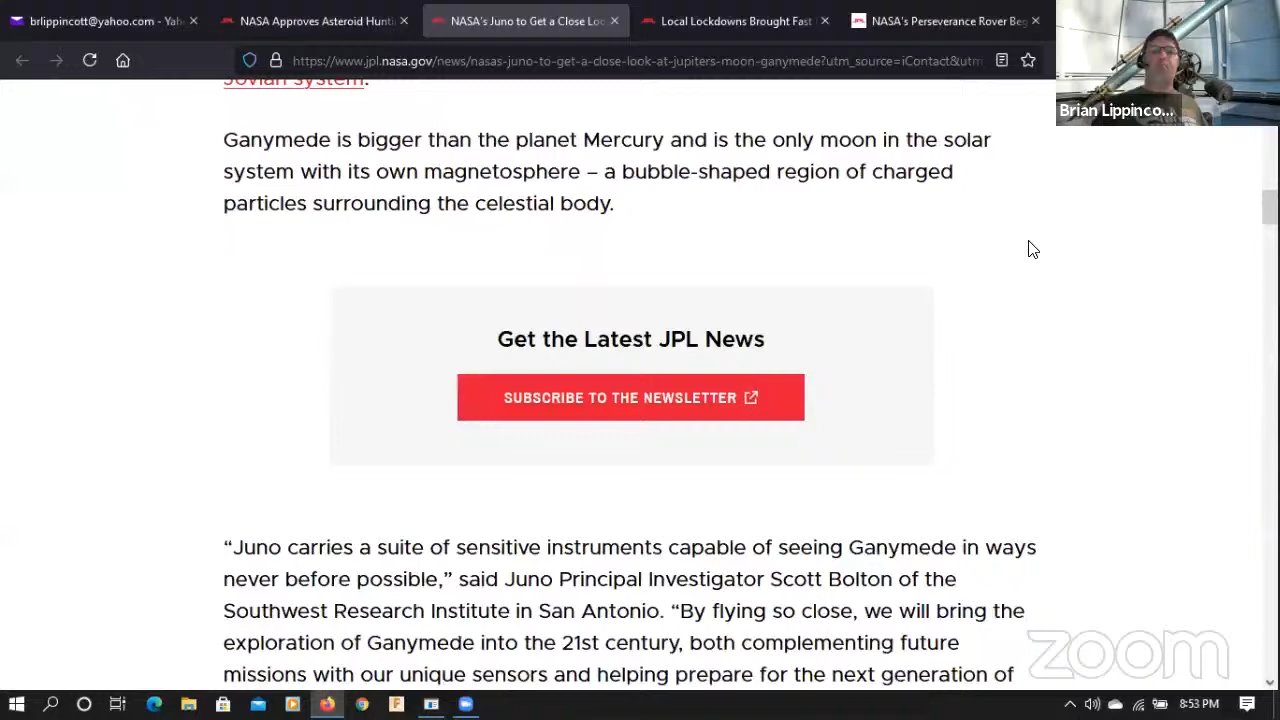 brlippincott@yahoo.com - Yah
NASA Approves Asteroid Hunti
NASA's Juno to Get a Close Loo
Local Lockdowns Brought Fast
NASA's Perseverance Rover Beg
https://www.jpl.nasa.gov/news/nasas-juno-to-get-a-close-look-at-jupiters-moon-ganymede?utm_source=iContact&utm
Brian Lippinco...
Jovian system.
Ganymede is bigger than the planet Mercury and is the only moon in the solar
system with its own magnetosphere – a bubble-shaped region of charged
particles surrounding the celestial body.
Get the Latest JPL News
SUBSCRIBE TO THE NEWSLETTER
“Juno carries a suite of sensitive instruments capable of seeing Ganymede in ways
never before possible,” said Juno Principal Investigator Scott Bolton of the
Southwest Research Institute in San Antonio. “By flying so close, we will bring the
exploration of Ganymede into the 21st century, both complementing future
missions with our unique sensors and helping prepare for the next generation of
zoom
8:53 PM